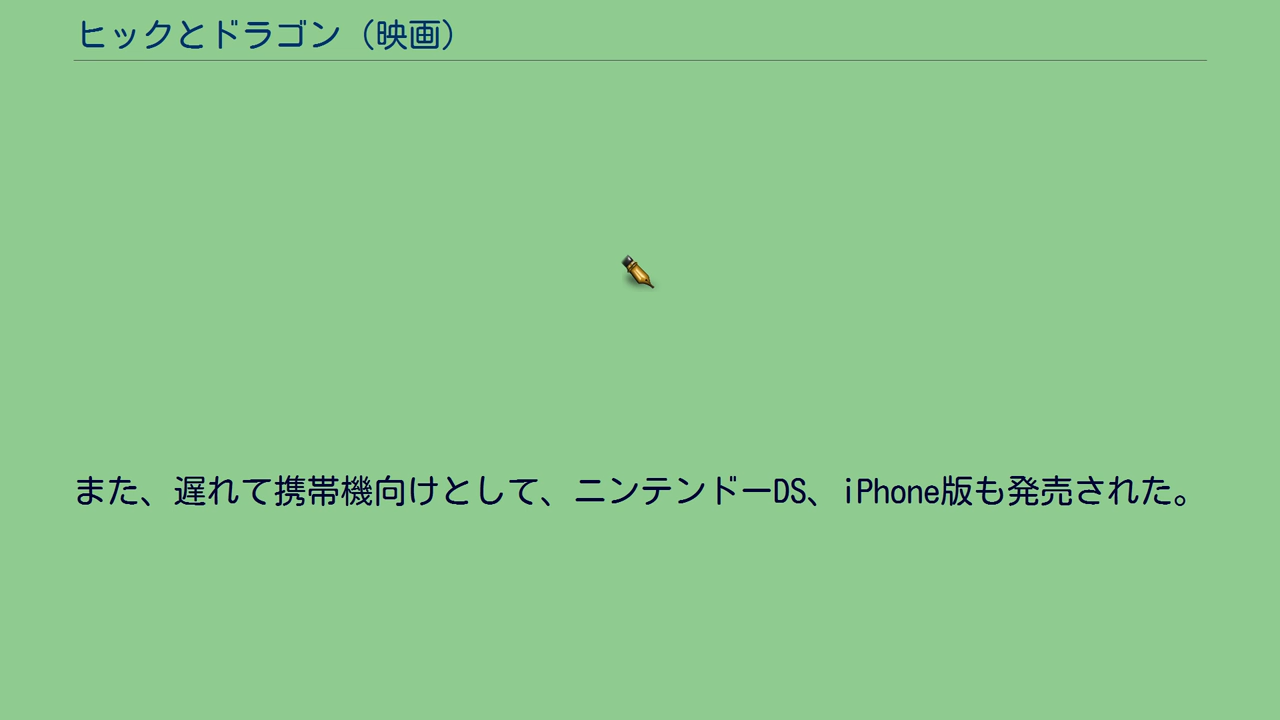 ヒックとドラゴン（映画）
また、遅れて携帯機向けとして、ニンテンドーDS、iPhone版も発売された。